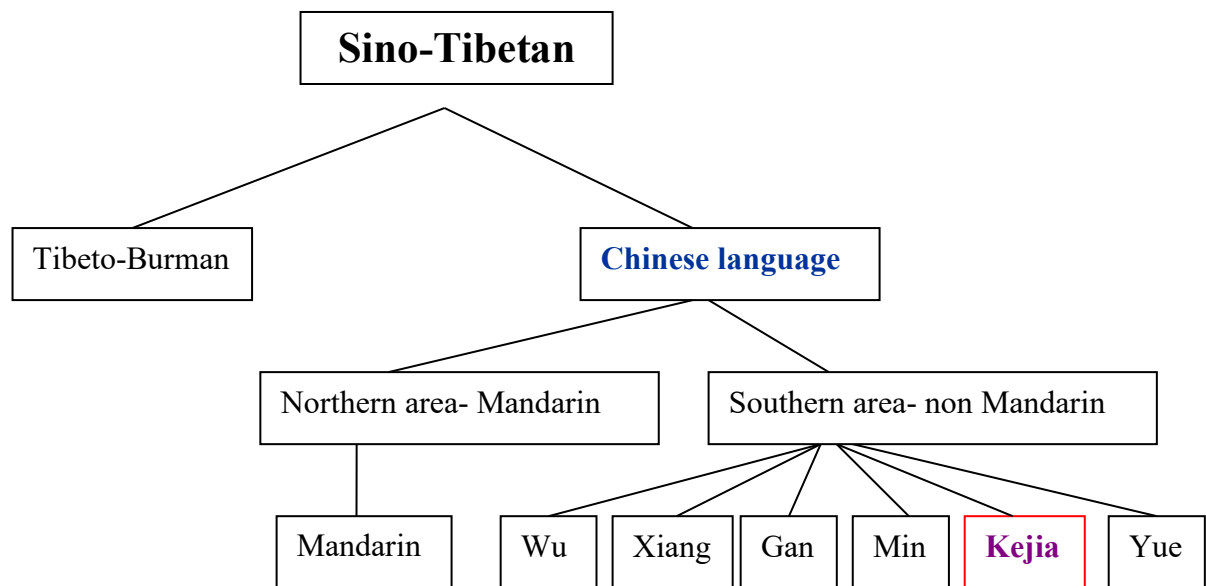 Sino-Tibetan
Tibeto-Burman
Chinese language
Northern area- Mandarin
Southern area- non Mandarin
Mandarin
Wu
Xiang
Gan
Min
Kejia
Yue